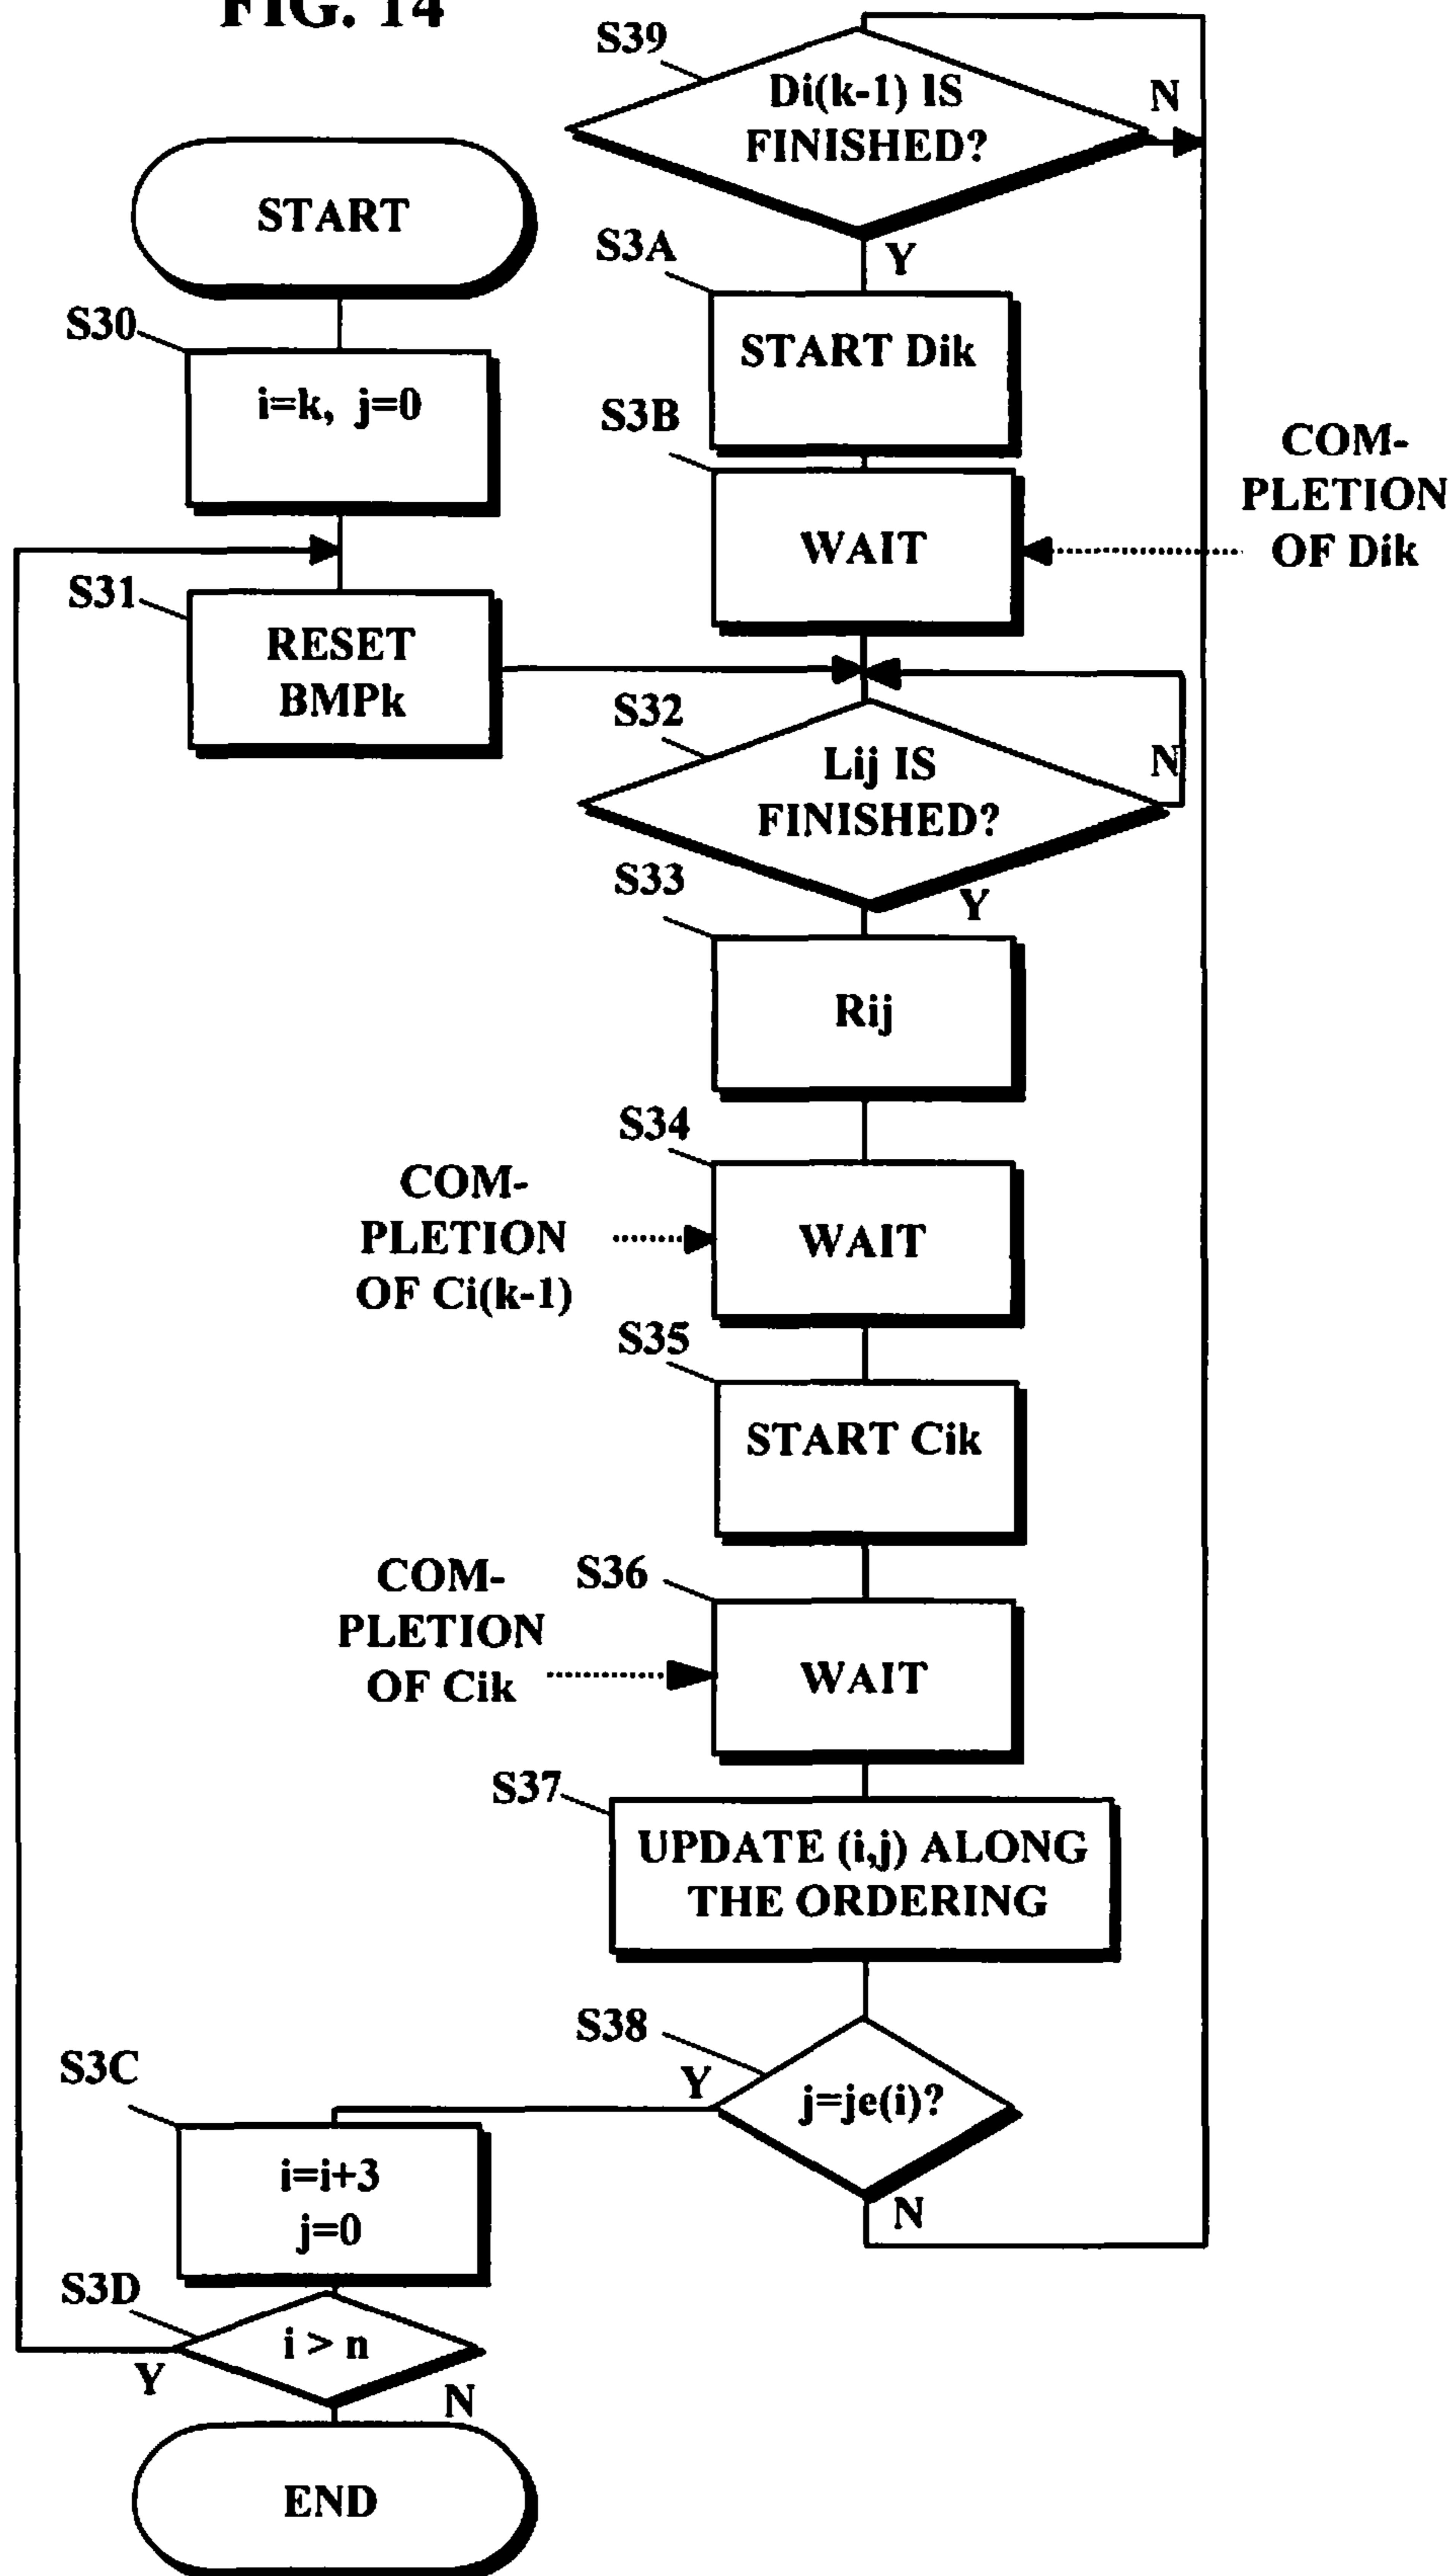 FIG. 14
START
S30
i=k, j=0
S31
RESET
BMPk
S39
Di(k-1) IS
FINISHED?
N
Y
S3A
START Dik
S3B
WAIT
COM-
PLETION
OF Dik
S32
Lij IS
FINISHED?
N
Y
S33
Rij
S34
WAIT
COM-
PLETION
OF Ci(k-1)
S35
START Cik
S36
WAIT
COM-
PLETION
OF Cik
S37
UPDATE (i,j) ALONG
THE ORDERING
S38
j=je(i)?
Y
N
S3C
i=i+3
j=0
S3D
i > n
Y
N
END